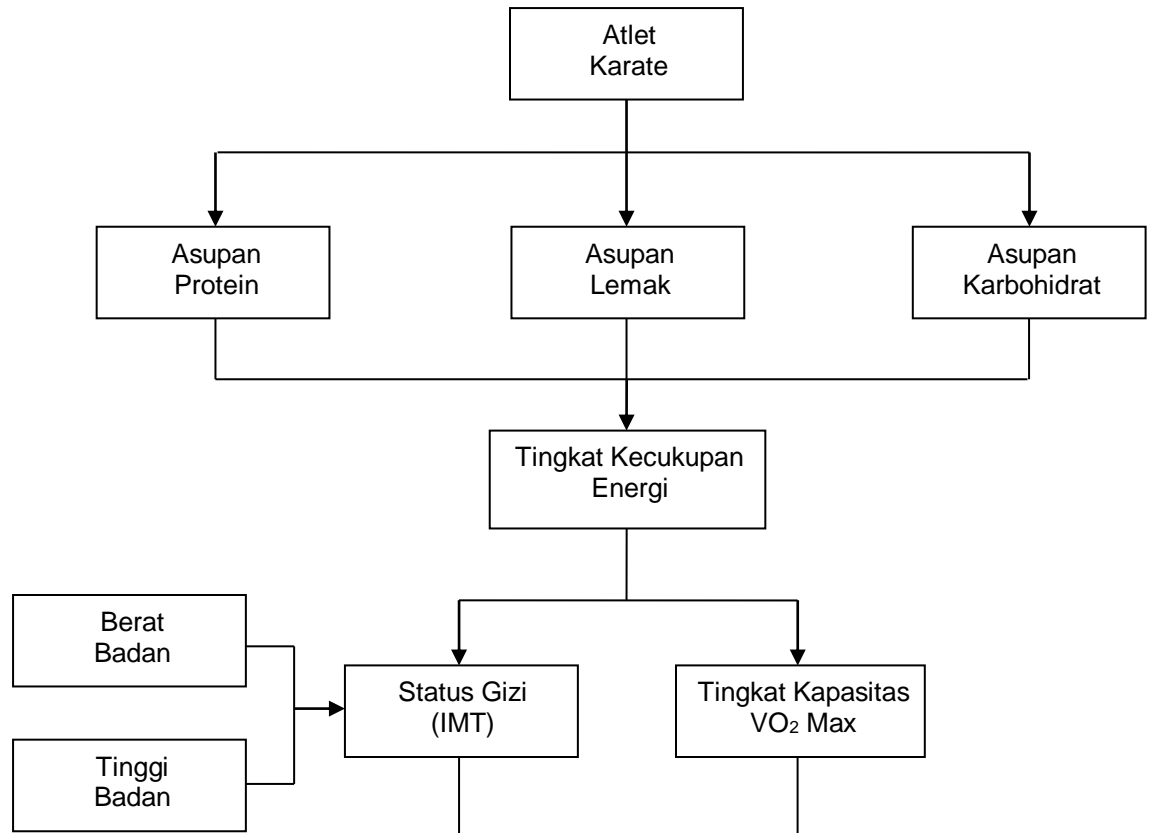 Atlet
Karate
Asupan
Protein
Asupan
Lemak
Asupan
Karbohidrat
Tingkat Kecukupan
Energi
Berat
Badan
Status Gizi
(IMT)
Tingkat Kapasitas
VO₂ Max
Tinggi
Badan